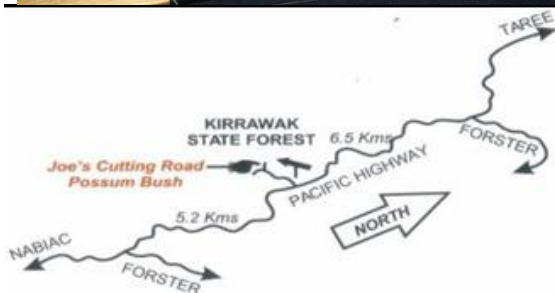 TAREE
KIRRAWAK
STATE FOREST
6.5 Kms
FORSTER
Joe's Cutting Road
Possum Bush
PACIFIC HIGHWAY
5.2 Kms
NORTH
NABIAC
FORSTER